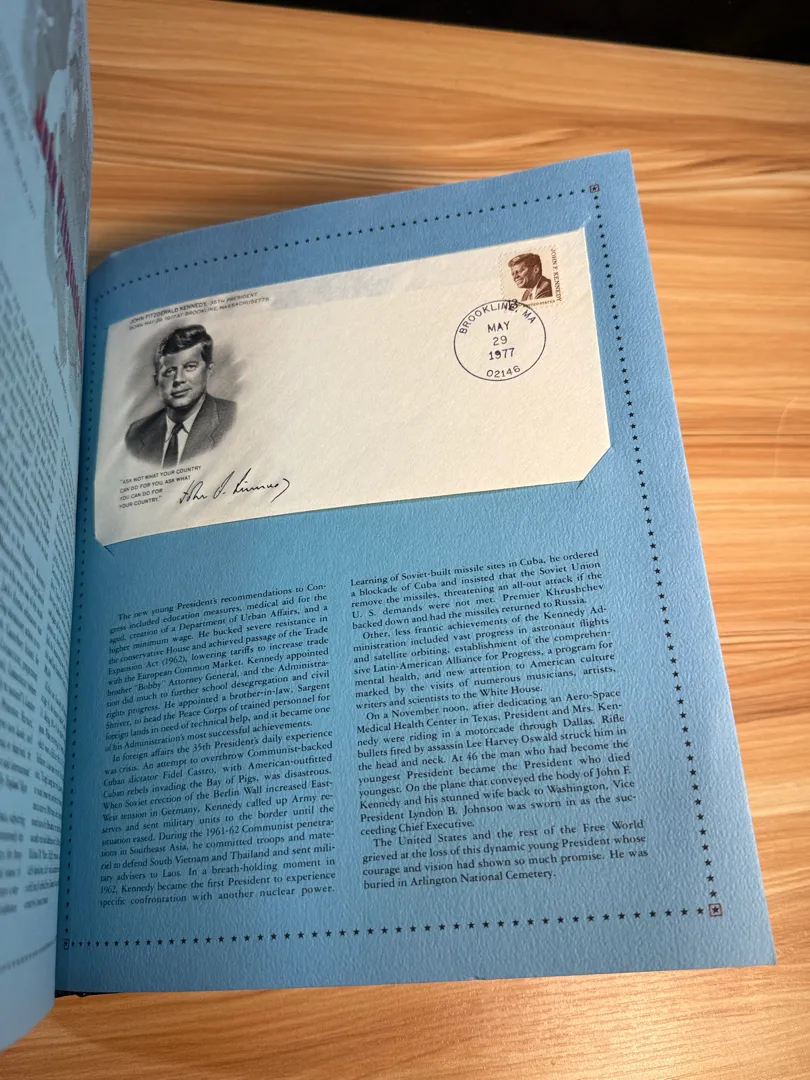 JOHN FITZGERALD KENNEDY, 35TH PRESIDENT
BORN MAY 29, 1917 AT BROOKLINE, MASSACHUSETTS
JOHN F. KENNEDY
13
BROOKLINE, MA
MAY
29
1977
02146
"ASK NOT WHAT YOUR COUNTRY
CAN DO FOR YOU, ASK WHAT
YOU CAN DO FOR
YOUR COUNTRY."
The new young President's recommendations to Con-
gress included education measures, medical aid for the
aged, creation of a Department of Urban Affairs, and a
higher minimum wage. He bucked severe resistance in
the conservative House and achieved passage of the Trade
Expansion Act (1962), lowering tariffs to increase trade
with the European Common Market. Kennedy appointed
brother "Bobby" Attorney General, and the Administra-
tion did much to further school desegregation and civil
rights progress. He appointed a brother-in-law, Sargent
Shriver, to head the Peace Corps of trained personnel for
foreign lands in need of technical help, and it became one
of his Administration's most successful achievements.
In foreign affairs the 35th President's daily experience
was crisis. An attempt to overthrow Communist-backed
Cuban dictator Fidel Castro, with American-outfitted
Cuban rebels invading the Bay of Pigs, was disastrous.
When Soviet erection of the Berlin Wall increased East-
West tension in Germany, Kennedy called up Army re-
serves and sent military units to the border until the
situation eased. During the 1961-62 Communist penetra-
tion in Southeast Asia, he committed troops and mate-
riel to defend South Vietnam and Thailand and sent mili-
tary advisers to Laos. In a breath-holding moment in
1962, Kennedy became the first President to experience
specific confrontation with another nuclear power.
Learning of Soviet-built missile sites in Cuba, he ordered
a blockade of Cuba and insisted that the Soviet Union
remove the missiles, threatening an all-out attack if the
U. S. demands were not met. Premier Khrushchev
backed down and had the missiles returned to Russia.
Other, less frantic achievements of the Kennedy Ad-
ministration included vast progress in astronaut flights
and satellite orbiting, establishment of the comprehen-
sive Latin-American Alliance for Progress, a program for
mental health, and new attention to American culture
marked by the visits of numerous musicians, artists,
writers and scientists to the White House.
On a November noon, after dedicating an Aero-Space
Medical Health Center in Texas, President and Mrs. Ken-
nedy were riding in a motorcade through Dallas. Rifle
bullets fired by assassin Lee Harvey Oswald struck him in
the head and neck. At 46 the man who had become the
youngest President became the President who died
youngest. On the plane that conveyed the body of John F.
Kennedy and his stunned wife back to Washington, Vice
President Lyndon B. Johnson was sworn in as the suc-
ceeding Chief Executive.
The United States and the rest of the Free World
grieved at the loss of this dynamic young President whose
courage and vision had shown so much promise. He was
buried in Arlington National Cemetery.